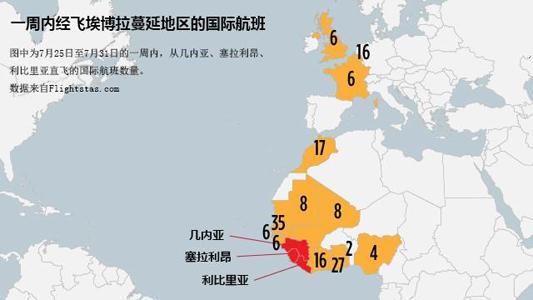 一周内经飞埃博拉蔓延地区的国际航班
图中为7月25日至7月31日的一周内，从几内亚、塞拉利昂、
利比里亚直飞的国际航班数量。
数据来自Flightstas.com
6
16
6
17
8
8
35
6
6
16
27
2
4
几内亚
塞拉利昂
利比里亚